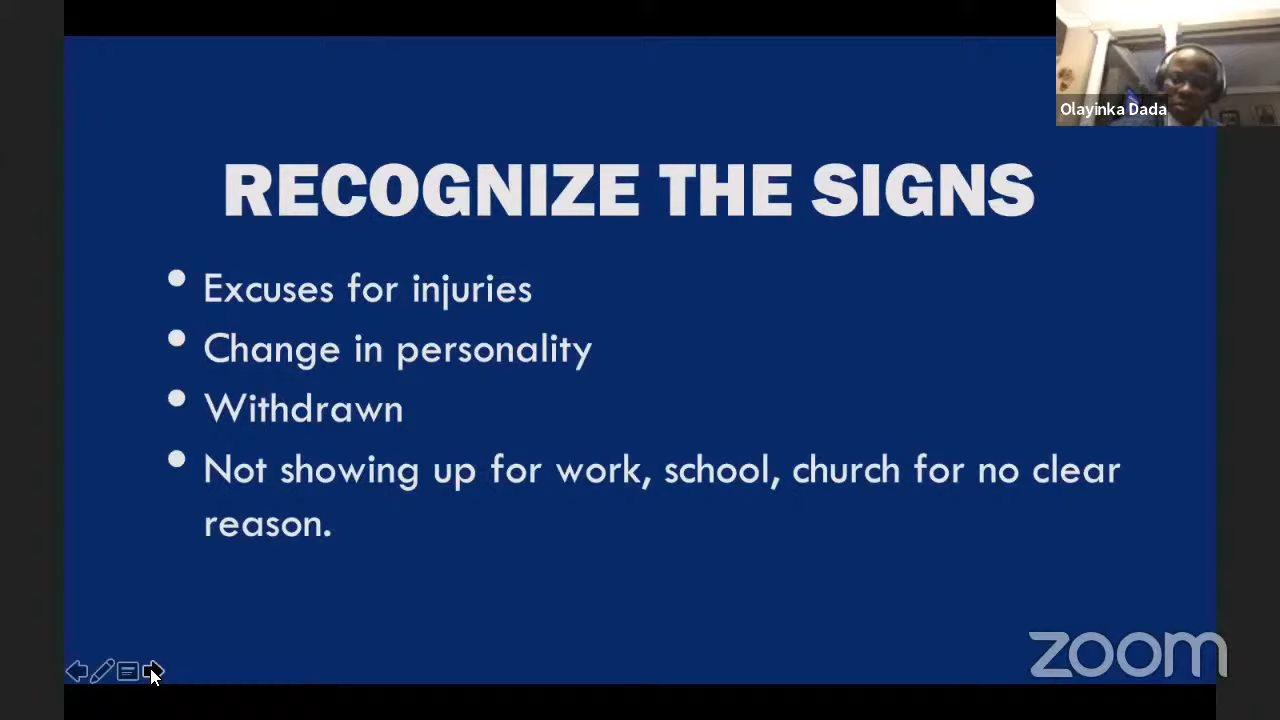 Olayinka Dada
RECOGNIZE THE SIGNS
• Excuses for injuries
• Change in personality
• Withdrawn
• Not showing up for work, school, church for no clear
reason.
zoom